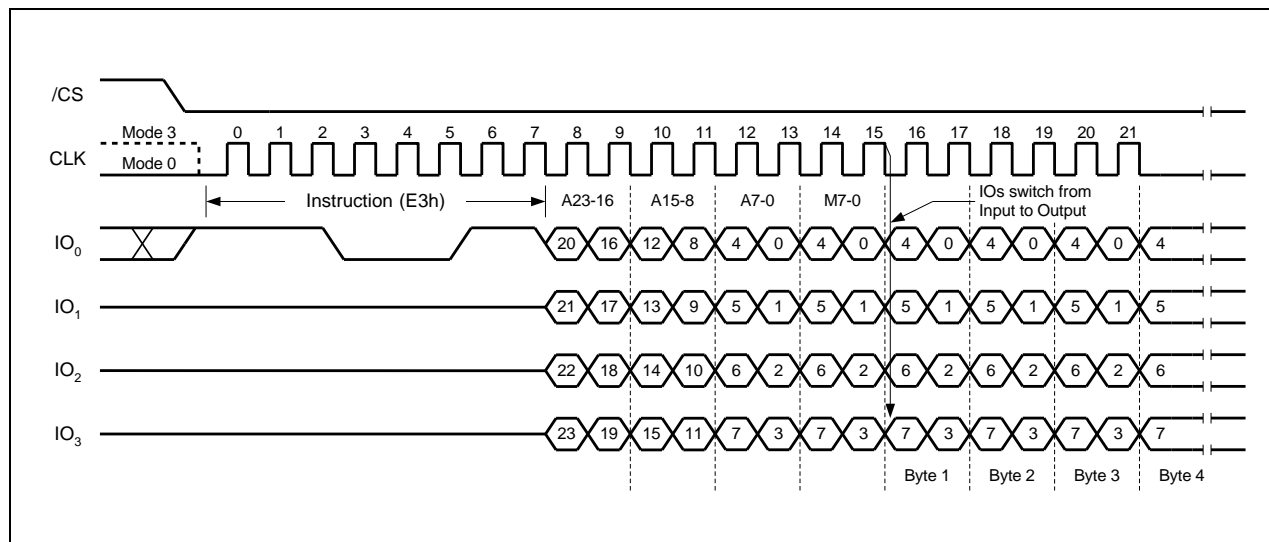 /CS
Mode 3 0 1 2 3 4 5 6 7 8 9 10 11 12 13 14 15 16 17 18 19 20 21
CLK
Mode 0
Instruction (E3h) A23-16 A15-8 A7-0 M7-0 IOs switch from
Input to Output
IO0 20 16 12 8 4 0 4 0 4 0 4 0 4 0 4
IO1 21 17 13 9 5 1 5 1 5 1 5 1 5 1 5
IO2 22 18 14 10 6 2 6 2 6 2 6 2 6 2 6
IO3 23 19 15 11 7 3 7 3 7 3 7 3 7 3 7
Byte 1 Byte 2 Byte 3 Byte 4